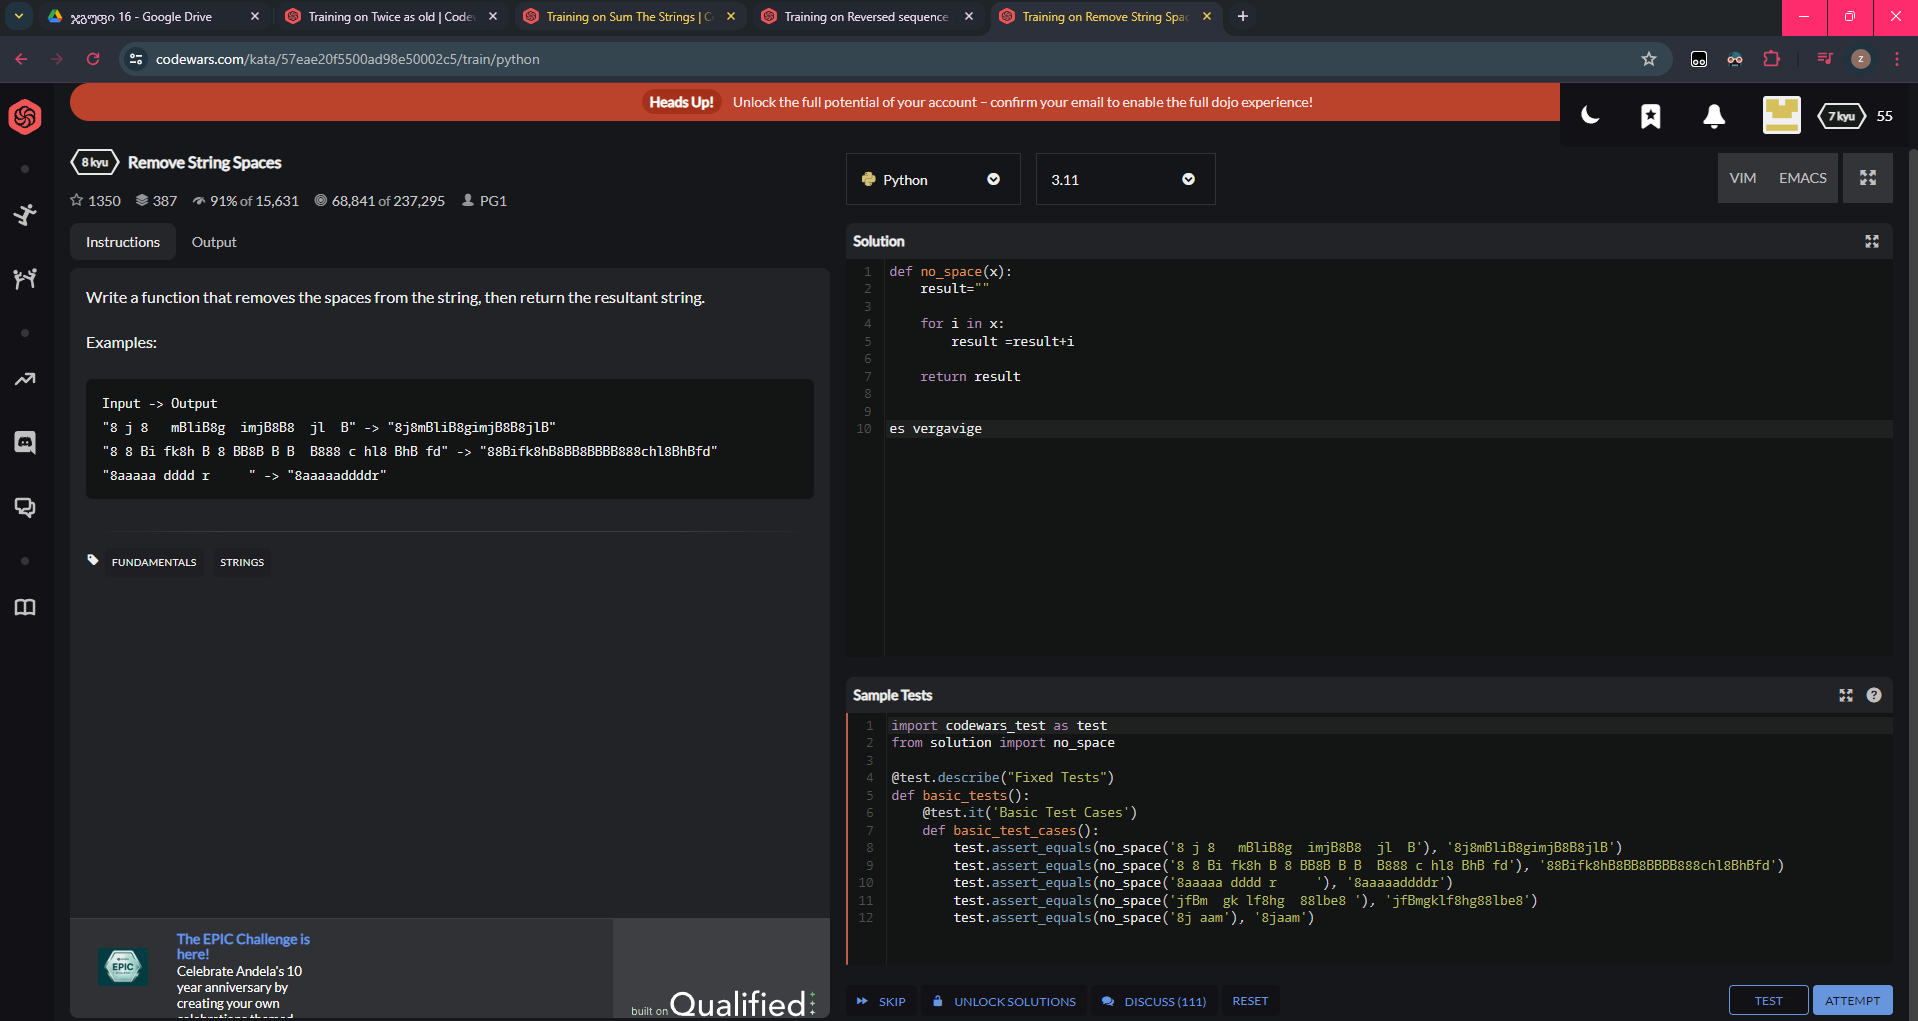 ჯგუფი 16 - Google Drive
Training on Twice as old | Codew
Training on Sum The Strings | C
Training on Reversed sequence
Training on Remove String Spac
codewars.com/kata/57eae20f5500ad98e50002c5/train/python
z
Heads Up! Unlock the full potential of your account – confirm your email to enable the full dojo experience!
7 kyu 55
8 kyu Remove String Spaces
1350 387 91% of 15,631 68,841 of 237,295 PG1
Instructions Output
Write a function that removes the spaces from the string, then return the resultant string.
Examples:
Input -> Output
"8 j 8   mBliB8g  imjB8B8  jl  B" -> "8j8mBliB8gimjB8B8jlB"
"8 8 Bi fk8h B 8 BB8B B B  B888 c hl8 BhB fd" -> "88Bifk8hB8BB8BBBB888chl8BhBfd"
"8aaaaa dddd r     " -> "8aaaaaddddr"
FUNDAMENTALS STRINGS
The EPIC Challenge is
here!
EPIC
Celebrate Andela's 10
year anniversary by
creating your own
built on Qualified
Python 3.11 VIM EMACS
Solution
1 def no_space(x):
2     result=""
3
4     for i in x:
5         result =result+i
6
7     return result
8
9
10 es vergavige
Sample Tests
1 import codewars_test as test
2 from solution import no_space
3
4 @test.describe("Fixed Tests")
5 def basic_tests():
6     @test.it('Basic Test Cases')
7     def basic_test_cases():
8         test.assert_equals(no_space('8 j 8   mBliB8g  imjB8B8  jl  B'), '8j8mBliB8gimjB8B8jlB')
9         test.assert_equals(no_space('8 8 Bi fk8h B 8 BB8B B B  B888 c hl8 BhB fd'), '88Bifk8hB8BB8BBBB888chl8BhBfd')
10         test.assert_equals(no_space('8aaaaa dddd r     '), '8aaaaaddddr')
11         test.assert_equals(no_space('jfBm  gk lf8hg  88lbe8 '), 'jfBmgklf8hg88lbe8')
12         test.assert_equals(no_space('8j aam'), '8jaam')
SKIP UNLOCK SOLUTIONS DISCUSS (111) RESET TEST ATTEMPT